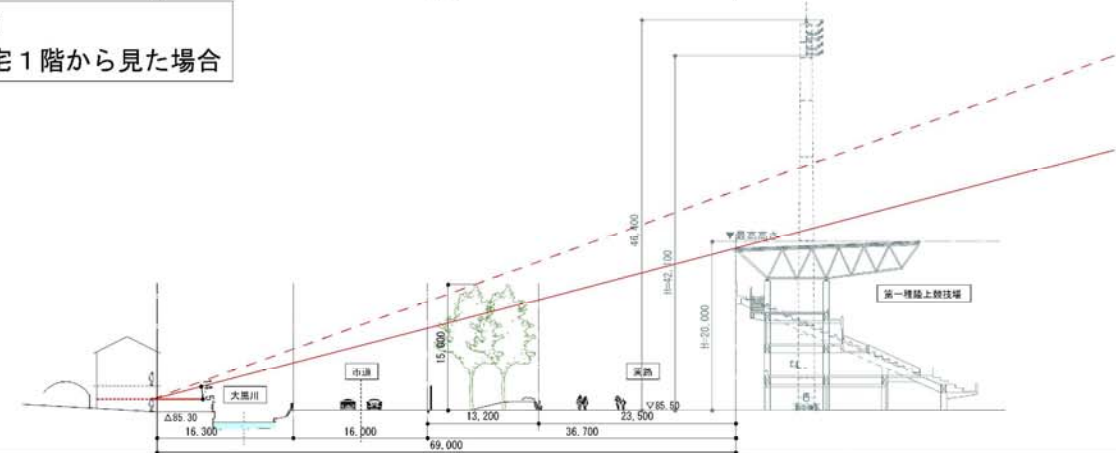 宅1階から見た場合
46,400
H=42,200
▼最高高さ
H=20,000
第一種陸上競技場
15,000
市道
園路
大黒川
△85.30
▽85.50
13,200
23,500
16,300
16,000
36,700
69,000